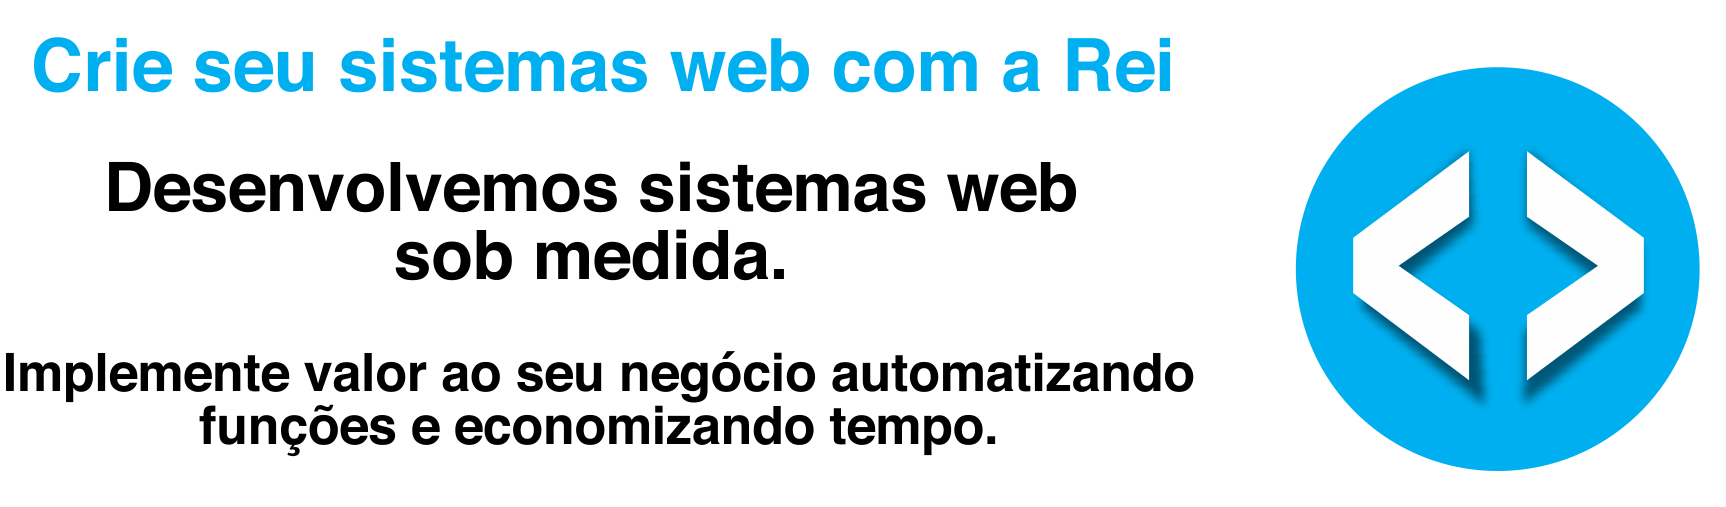 Crie seu sistemas web com a Rei
Desenvolvemos sistemas web
sob medida.
Implemente valor ao seu negócio automatizando
funções e economizando tempo.